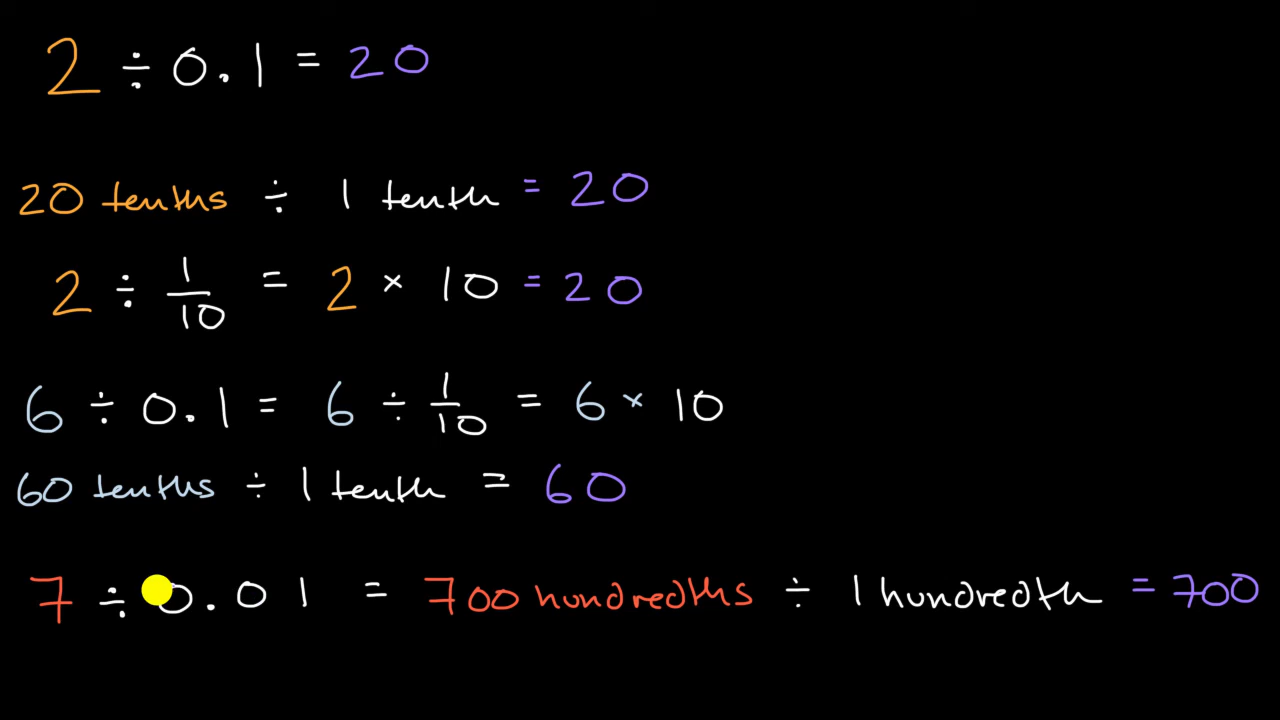 2 ÷ 0.1 = 20
20 tenths ÷ 1 tenth = 20
2 ÷ 1/10 = 2 × 10 = 20
6 ÷ 0.1 = 6 ÷ 1/10 = 6 × 10
60 tenths ÷ 1 tenth = 60
7 ÷ 0.01 = 700 hundredths ÷ 1 hundredth = 700